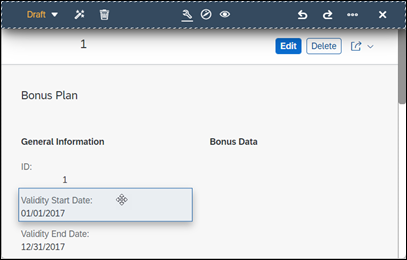 Draft
1
Edit Delete
Bonus Plan
General Information Bonus Data
ID:
1
Validity Start Date:
01/01/2017
Validity End Date:
12/31/2017